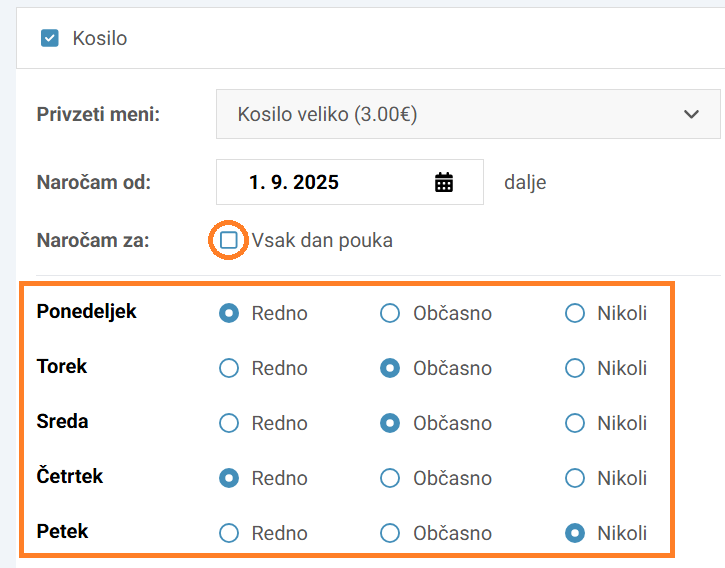 Kosilo
Privzeti meni: Kosilo veliko (3.00€)
Naročam od: 1. 9. 2025 dalje
Naročam za: Vsak dan pouka
Ponedeljek Redno Občasno Nikoli
Torek Redno Občasno Nikoli
Sreda Redno Občasno Nikoli
Četrtek Redno Občasno Nikoli
Petek Redno Občasno Nikoli